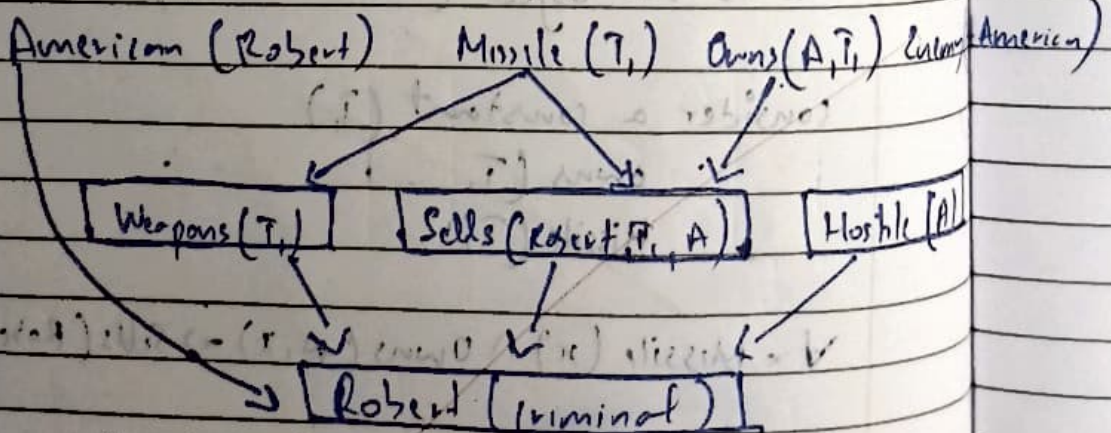 American (Robert) Missile (T₁) Owns(A,T₁) Enemy America)
Weapons (T₁) Sells (Robert, T₁, A) Hostile (A)
Robert (Criminal)